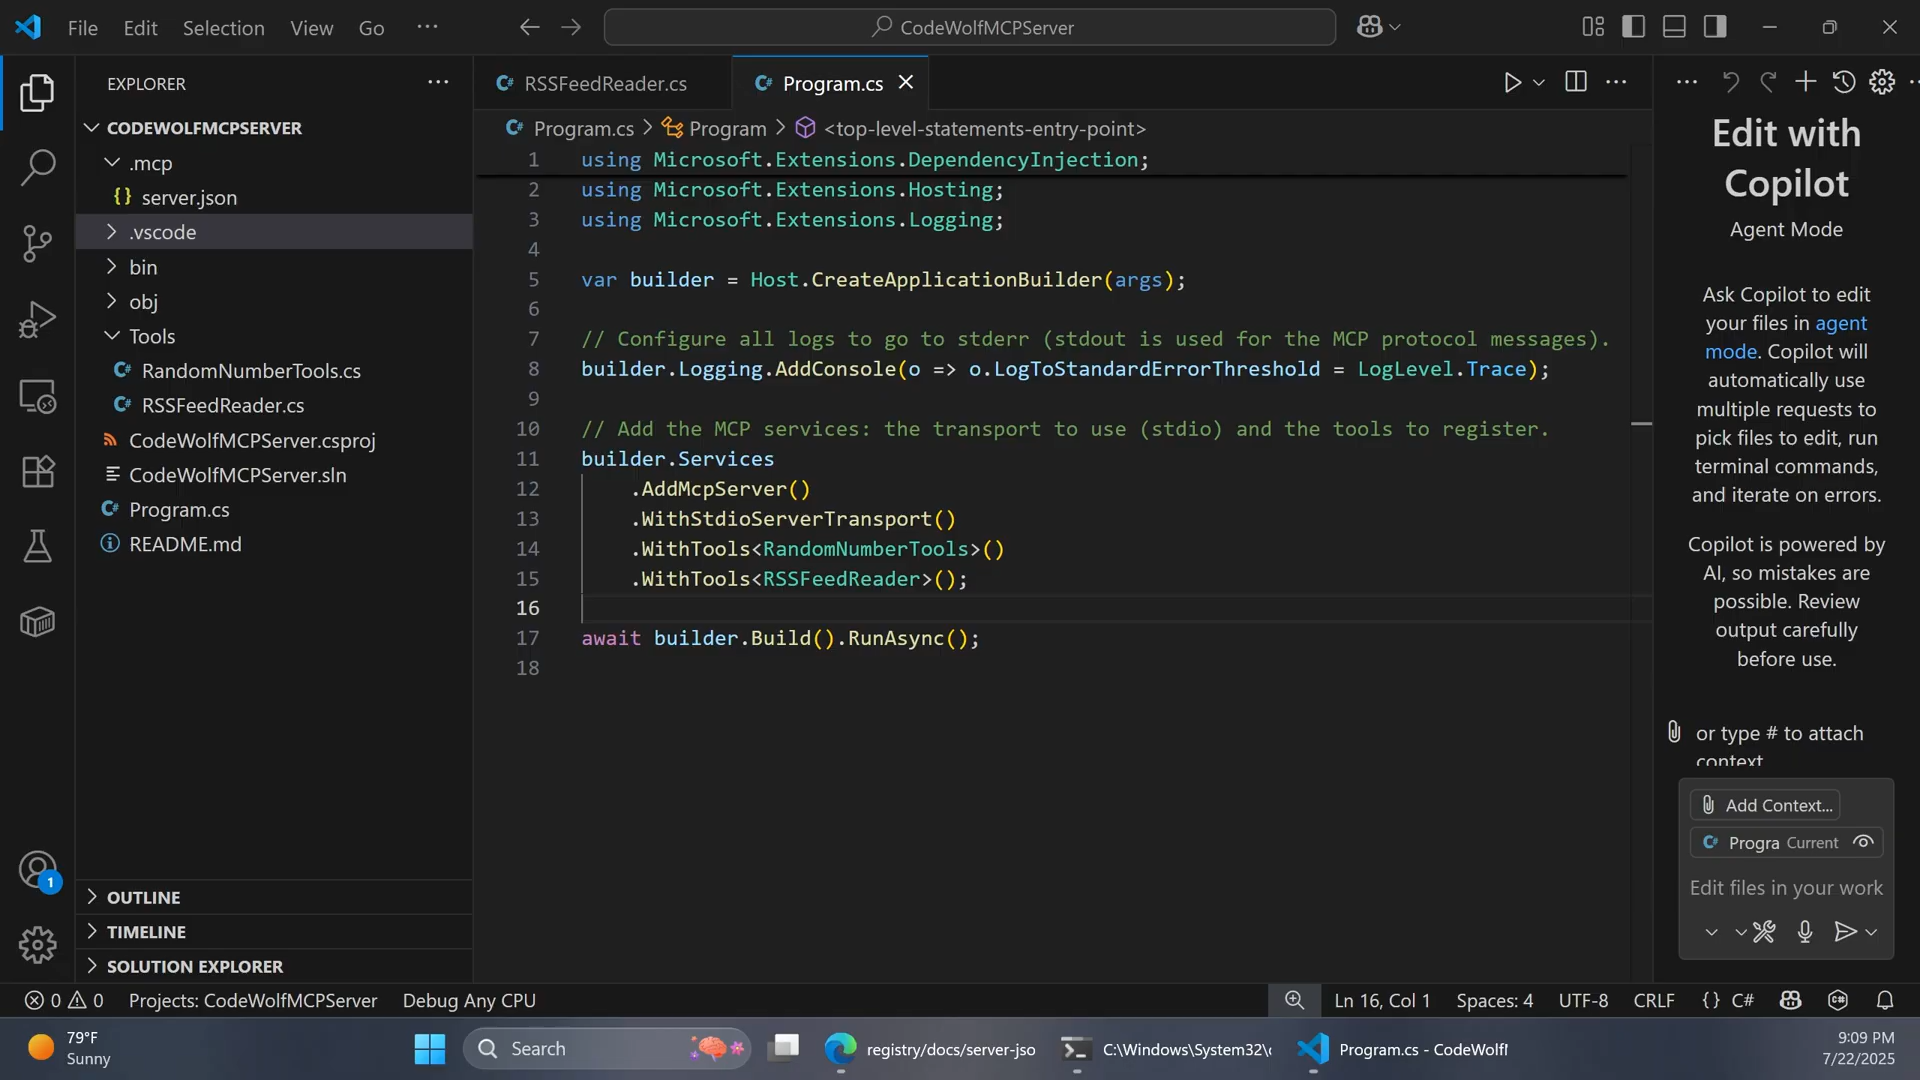 File Edit Selection View Go ···
CodeWolfMCPServer
EXPLORER
CODEWOLFMCPSERVER
.mcp
{} server.json
.vscode
bin
obj
Tools
C# RandomNumberTools.cs
C# RSSFeedReader.cs
CodeWolfMCPServer.csproj
CodeWolfMCPServer.sln
C# Program.cs
README.md
OUTLINE
TIMELINE
SOLUTION EXPLORER
1
C# RSSFeedReader.cs
C# Program.cs
C# Program.cs > Program > <top-level-statements-entry-point>
1 using Microsoft.Extensions.DependencyInjection;
2 using Microsoft.Extensions.Hosting;
3 using Microsoft.Extensions.Logging;
4
5 var builder = Host.CreateApplicationBuilder(args);
6
7 // Configure all logs to go to stderr (stdout is used for the MCP protocol messages).
8 builder.Logging.AddConsole(o => o.LogToStandardErrorThreshold = LogLevel.Trace);
9
10 // Add the MCP services: the transport to use (stdio) and the tools to register.
11 builder.Services
12 .AddMcpServer()
13 .WithStdioServerTransport()
14 .WithTools<RandomNumberTools>()
15 .WithTools<RSSFeedReader>();
16
17 await builder.Build().RunAsync();
18
Edit with
Copilot
Agent Mode
Ask Copilot to edit
your files in agent
mode. Copilot will
automatically use
multiple requests to
pick files to edit, run
terminal commands,
and iterate on errors.
Copilot is powered by
AI, so mistakes are
possible. Review
output carefully
before use.
or type # to attach
context
Add Context...
C# Progra Current
Edit files in your work
0 0 Projects: CodeWolfMCPServer Debug Any CPU
Ln 16, Col 1 Spaces: 4 UTF-8 CRLF {} C#
79°F
Sunny
Search
registry/docs/server-jso
C:\Windows\System32\c
Program.cs - CodeWolf
9:09 PM
7/22/2025